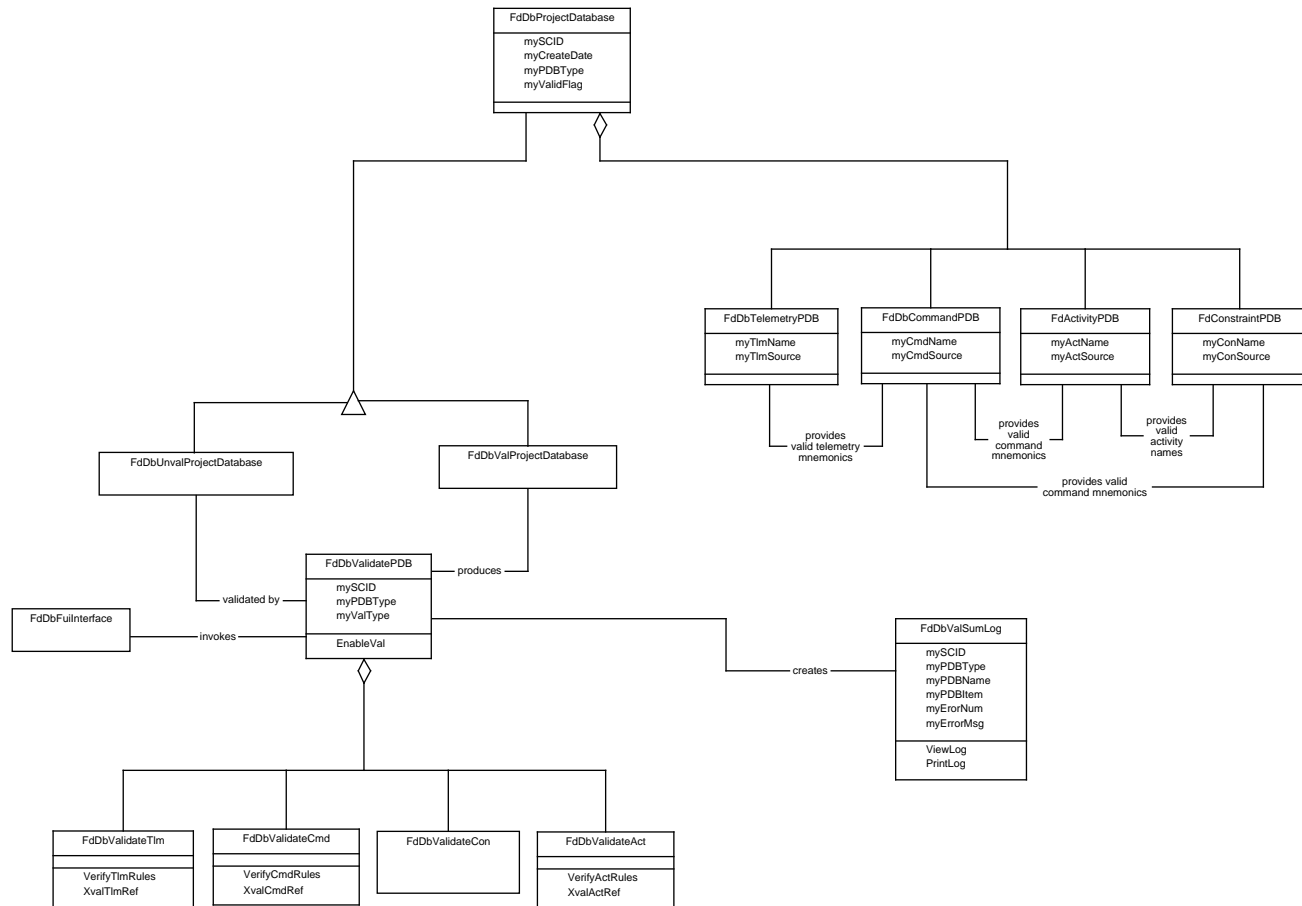 FdDbProjectDatabase
mySCID
myCreateDate
myPDBType
myValidFlag
FdDbTelemetryPDB
myTlmName
myTlmSource
FdDbCommandPDB
myCmdName
myCmdSource
FdActivityPDB
myActName
myActSource
FdConstraintPDB
myConName
myConSource
provides
valid telemetry
mnemonics
provides
valid
command
mnemonics
provides
valid
activity
names
provides valid
command mnemonics
FdDbUnvalProjectDatabase
FdDbValProjectDatabase
validated by
produces
FdDbFuiInterface
invokes
FdDbValidatePDB
mySCID
myPDBType
myValType
EnableVal
creates
FdDbValSumLog
mySCID
myPDBType
myPDBName
myPDBItem
myErorNum
myErrorMsg
ViewLog
PrintLog
FdDbValidateTlm
VerifyTlmRules
XvalTlmRef
FdDbValidateCmd
VerifyCmdRules
XvalCmdRef
FdDbValidateCon
FdDbValidateAct
VerifyActRules
XvalActRef